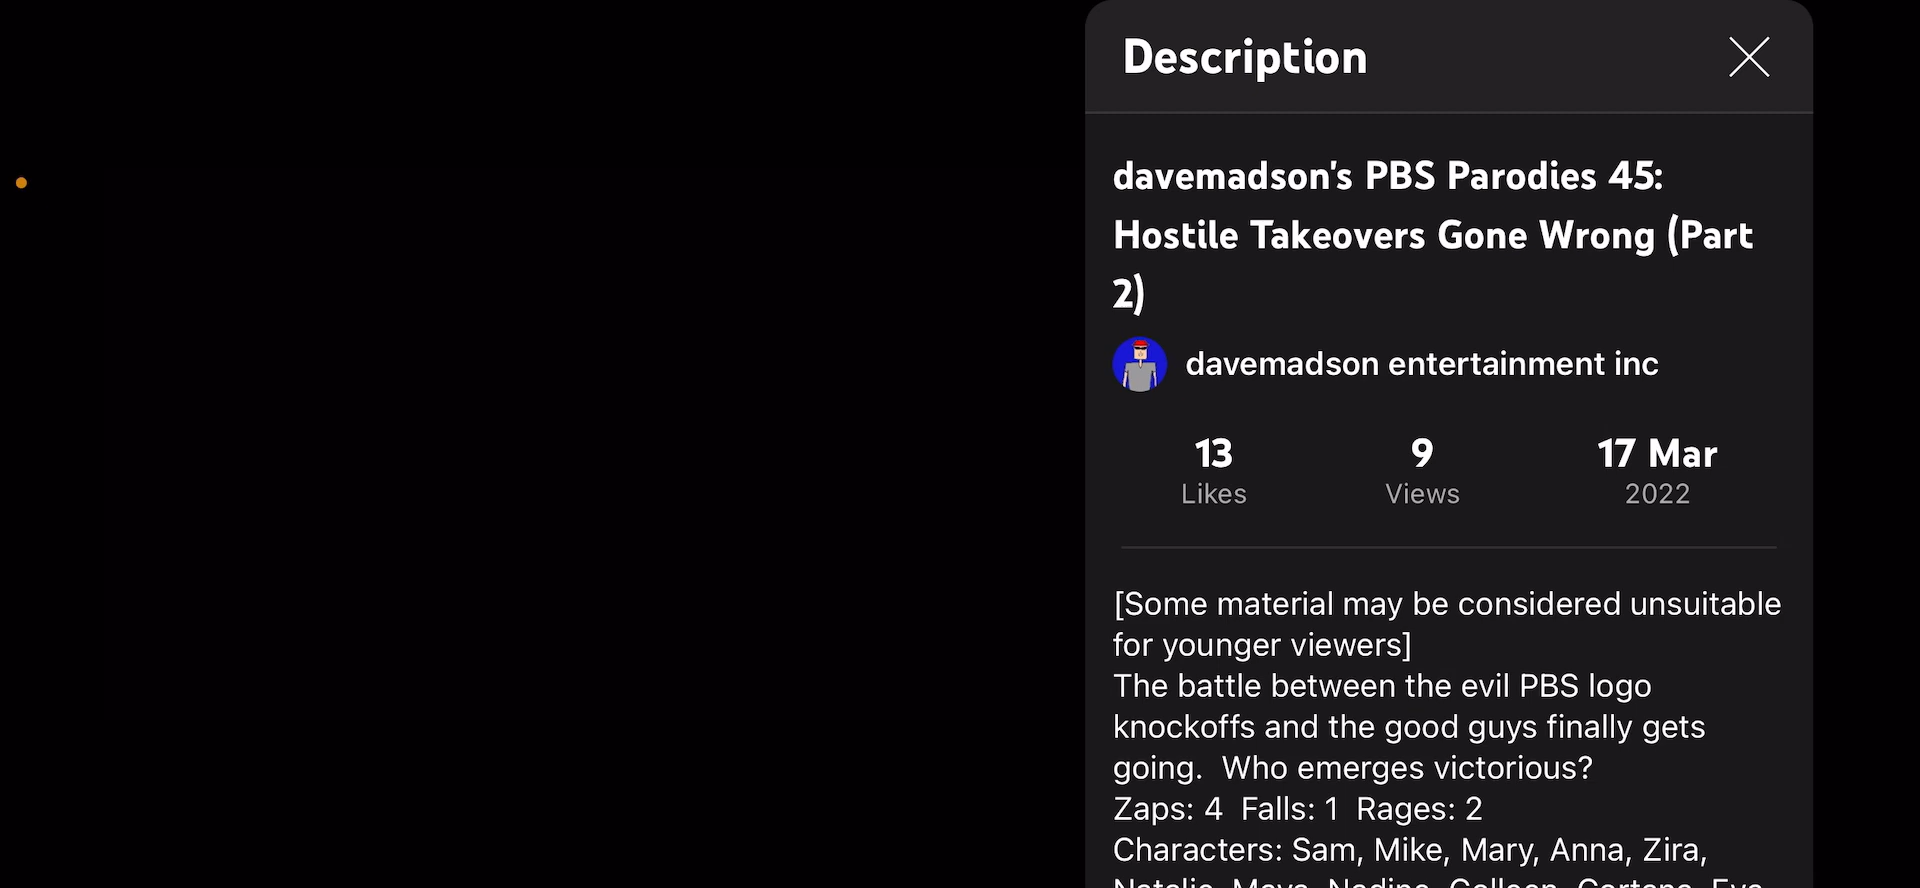 Description
davemadson's PBS Parodies 45:
Hostile Takeovers Gone Wrong (Part
2)
davemadson entertainment inc
13 9 17 Mar
Likes Views 2022
[Some material may be considered unsuitable
for younger viewers]
The battle between the evil PBS logo
knockoffs and the good guys finally gets
going.  Who emerges victorious?
Zaps: 4  Falls: 1  Rages: 2
Characters: Sam, Mike, Mary, Anna, Zira,